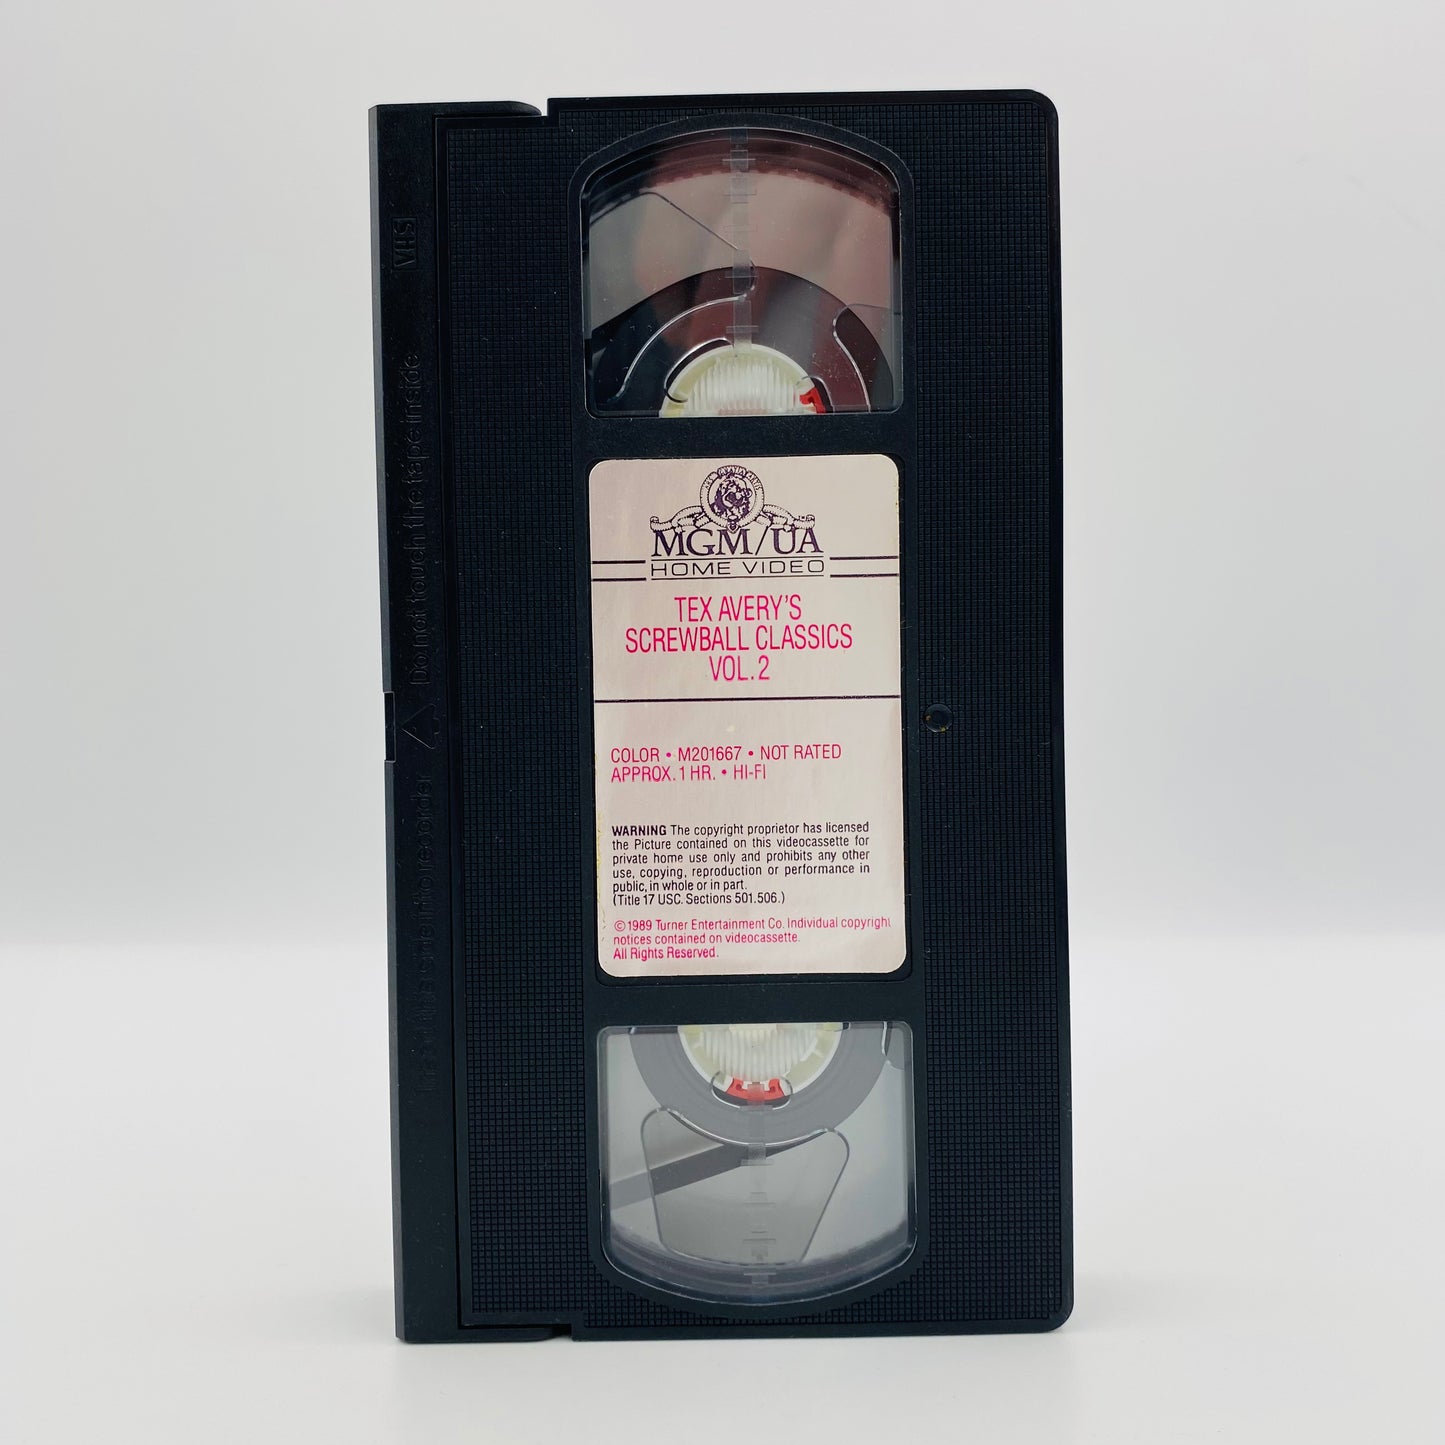 MGM/UA
HOME VIDEO
TEX AVERY'S
SCREWBALL CLASSICS
VOL. 2
COLOR • M201667 • NOT RATED
APPROX. 1 HR. • HI-FI
WARNING The copyright proprietor has licensed
the Picture contained on this videocassette for
private home use only and prohibits any other
use, copying, reproduction or performance in
public, in whole or in part.
(Title 17 USC. Sections 501.506.)
©1989 Turner Entertainment Co. Individual copyright
notices contained on videocassette.
All Rights Reserved.
VHS
Do not touch the tape inside
this side into recorder